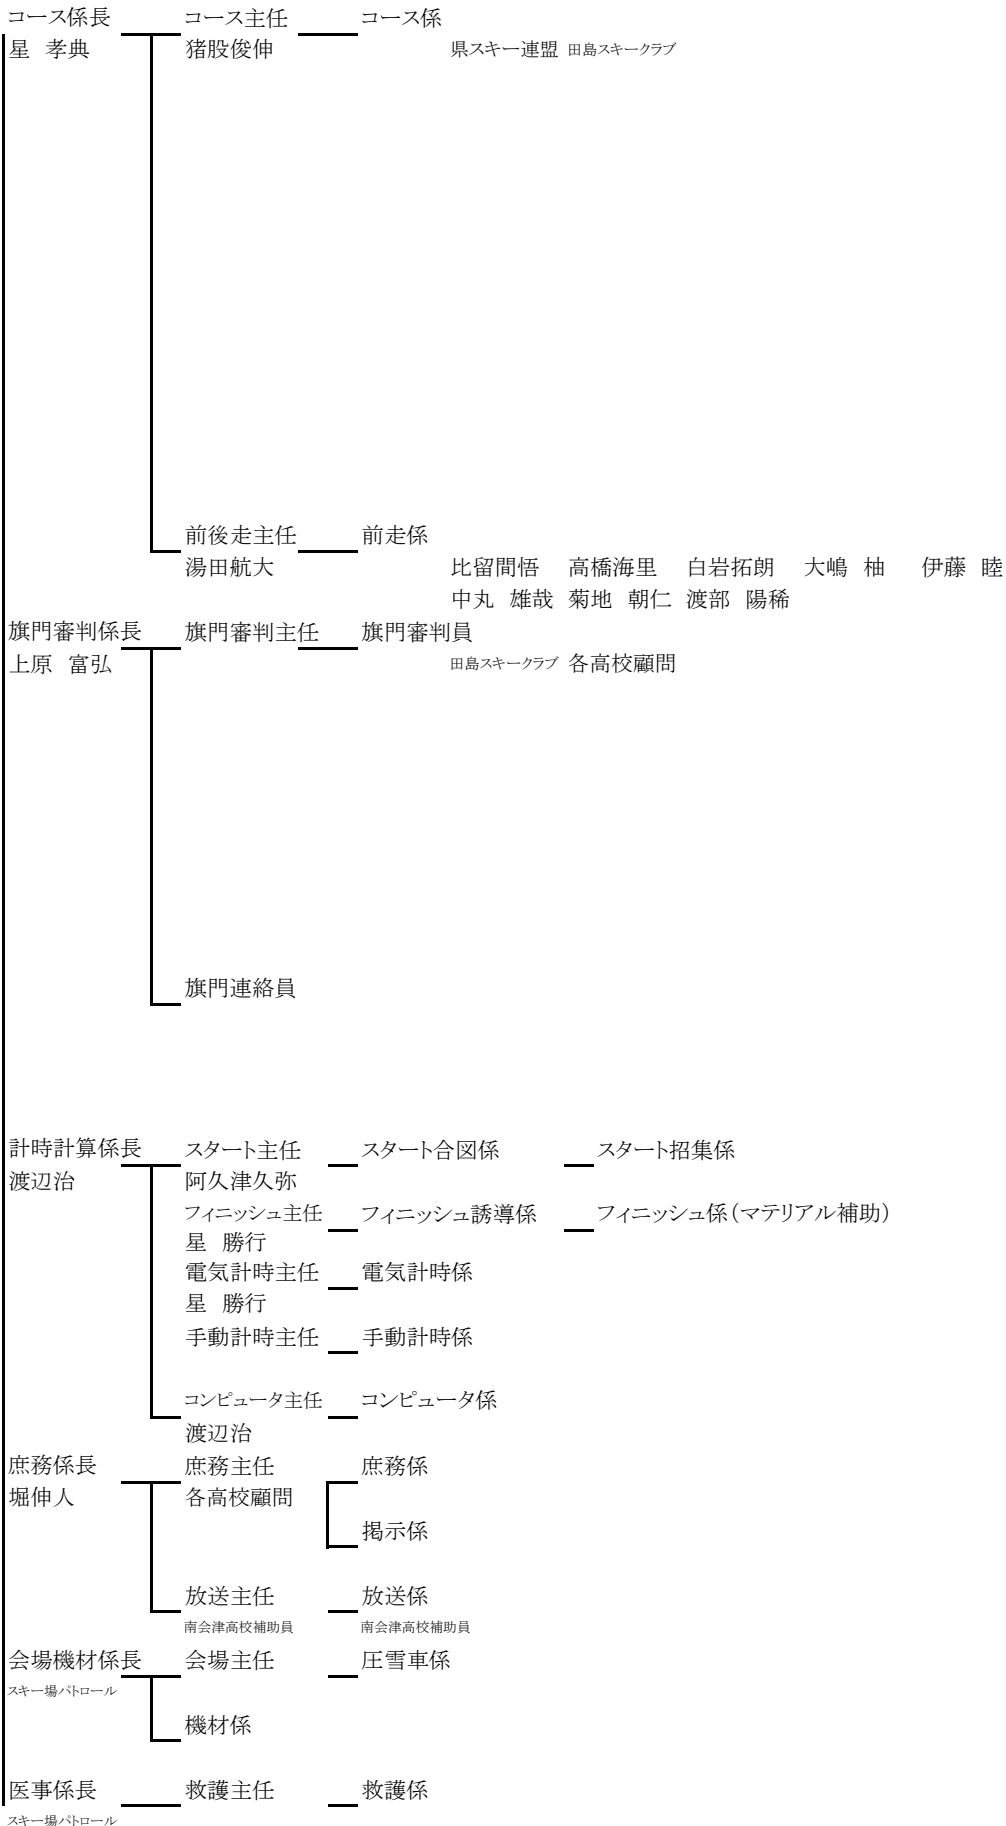 コース係長 コース主任 コース係
星　孝典 猪股俊伸 県スキー連盟 田島スキークラブ
前後走主任 前走係
湯田航大 比留間悟 高橋海里 白岩拓朗 大嶋　柚 伊藤　睦
中丸　雄哉 菊地　朝仁 渡部　陽稀
旗門審判係長 旗門審判主任 旗門審判員
上原　富弘 田島スキークラブ 各高校顧問
旗門連絡員
計時計算係長 スタート主任 スタート合図係 スタート招集係
渡辺治 阿久津久弥
フィニッシュ主任 フィニッシュ誘導係 フィニッシュ係（マテリアル補助）
星　勝行
電気計時主任 電気計時係
星　勝行
手動計時主任 手動計時係
コンピュータ主任 コンピュータ係
渡辺治
庶務係長 庶務主任 庶務係
堀伸人 各高校顧問
掲示係
放送主任 放送係
南会津高校補助員 南会津高校補助員
会場機材係長 会場主任 圧雪車係
スキー場パトロール
機材係
医事係長 救護主任 救護係
スキー場パトロール